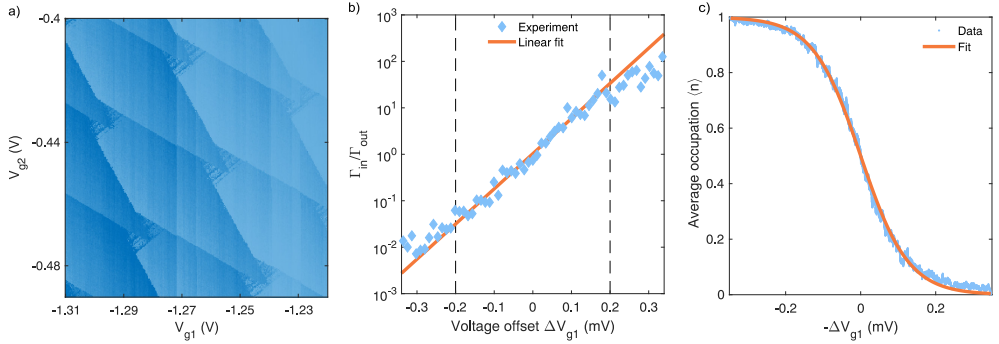 a)
-0.4
-0.44
-0.48
V_g2 (V)
-1.31
-1.29
-1.27
-1.25
-1.23
V_g1 (V)
b)
Experiment
Linear fit
10^3
10^2
10^1
10^0
10^-1
10^-2
10^-3
Γ_in/Γ_out
-0.3
-0.2
-0.1
0
0.1
0.2
0.3
Voltage offset ΔV_g1 (mV)
c)
Data
Fit
1
0.8
0.6
0.4
0.2
0
Average occupation ⟨n⟩
-0.2
0
0.2
-ΔV_g1 (mV)